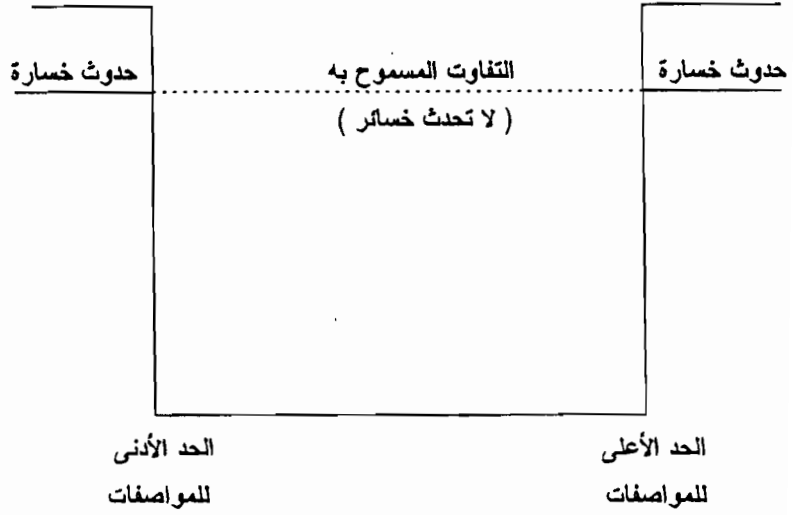 حدوث خسارة
التفاوت المسموح به
حدوث خسارة
( لا تحدث خسائر )
الحد الأعلى
للمواصفات
الحد الأدنى
للمواصفات